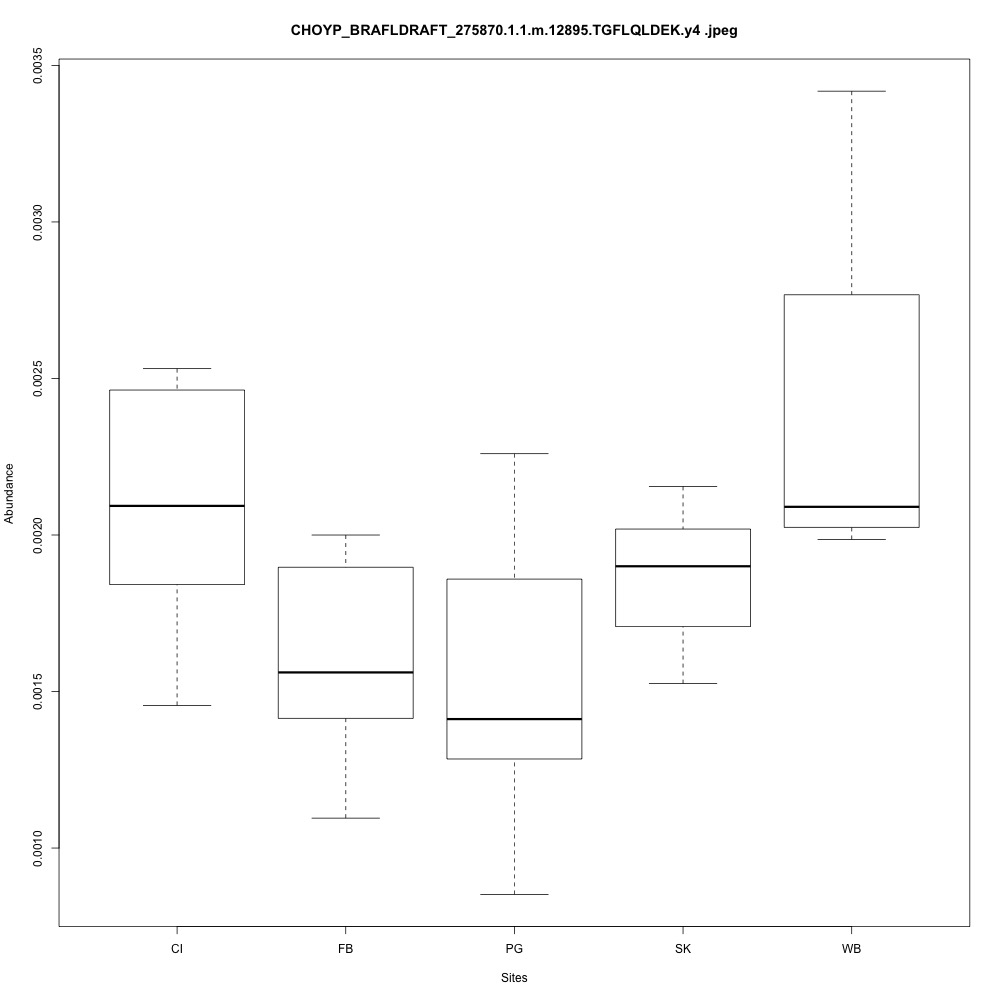 CHOYP_BRAFLDRAFT_275870.1.1.m.12895.TGFLQLDEK.y4 .jpeg
0.0035
0.0030
0.0025
0.0020
0.0015
0.0010
Abundance
CI FB PG SK WB
Sites